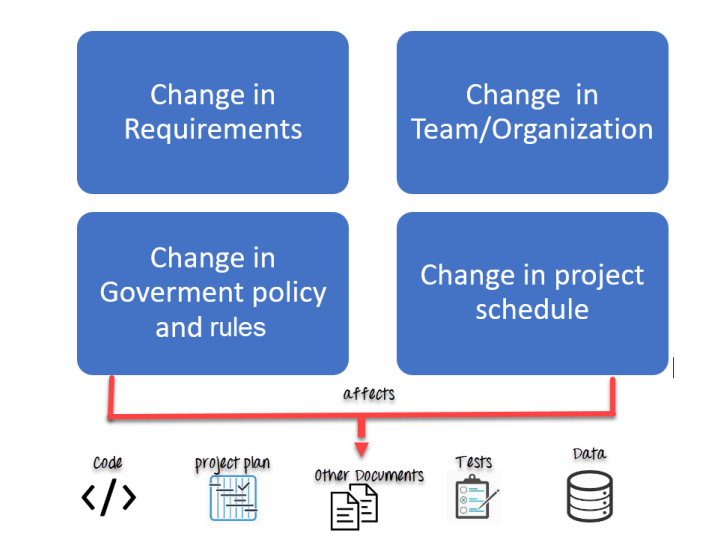 Change in
Requirements
Change in
Team/Organization
Change in
Goverment policy
and rules
Change in project
schedule
affects
Code
project plan
Other Documents
Tests
Data